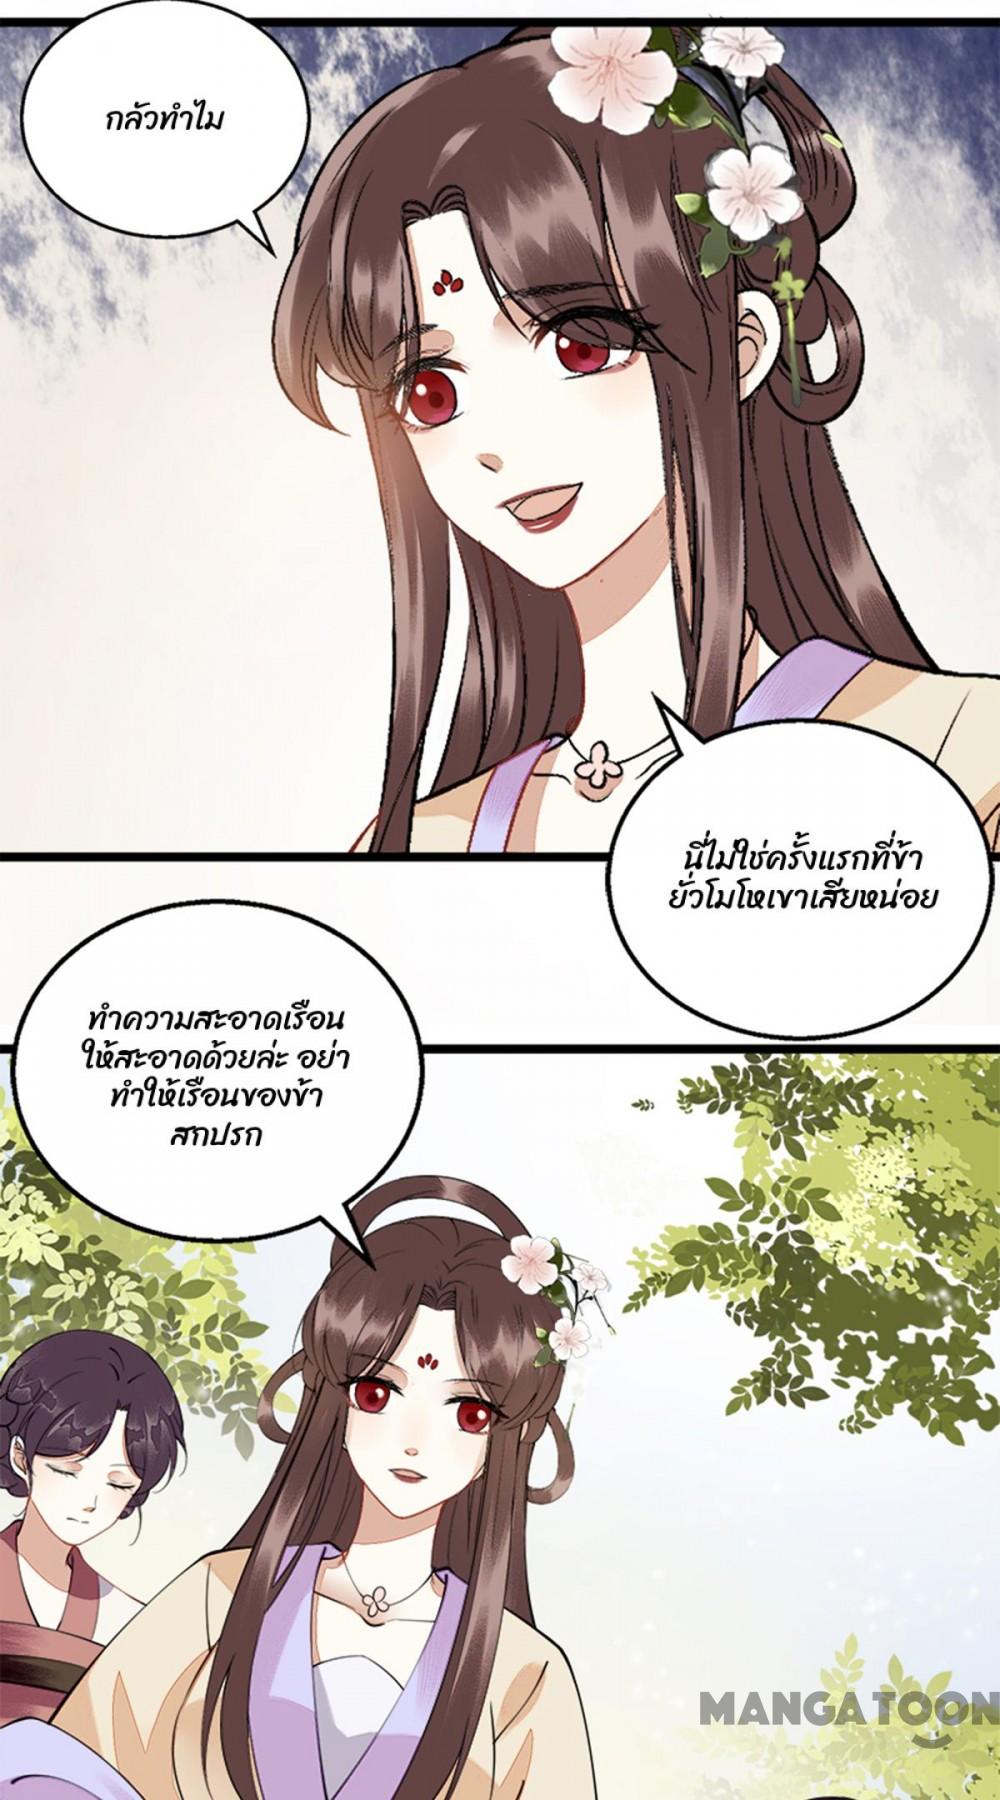 กลัวทำไม
นี่ไม่ใช่ครั้งแรกที่ข้า
ยั่วโมโหเขาเสียหน่อย
ทำความสะอาดเรือน
ให้สะอาดด้วยล่ะ อย่า
ทำให้เรือนของข้า
สกปรก
MANGATOON